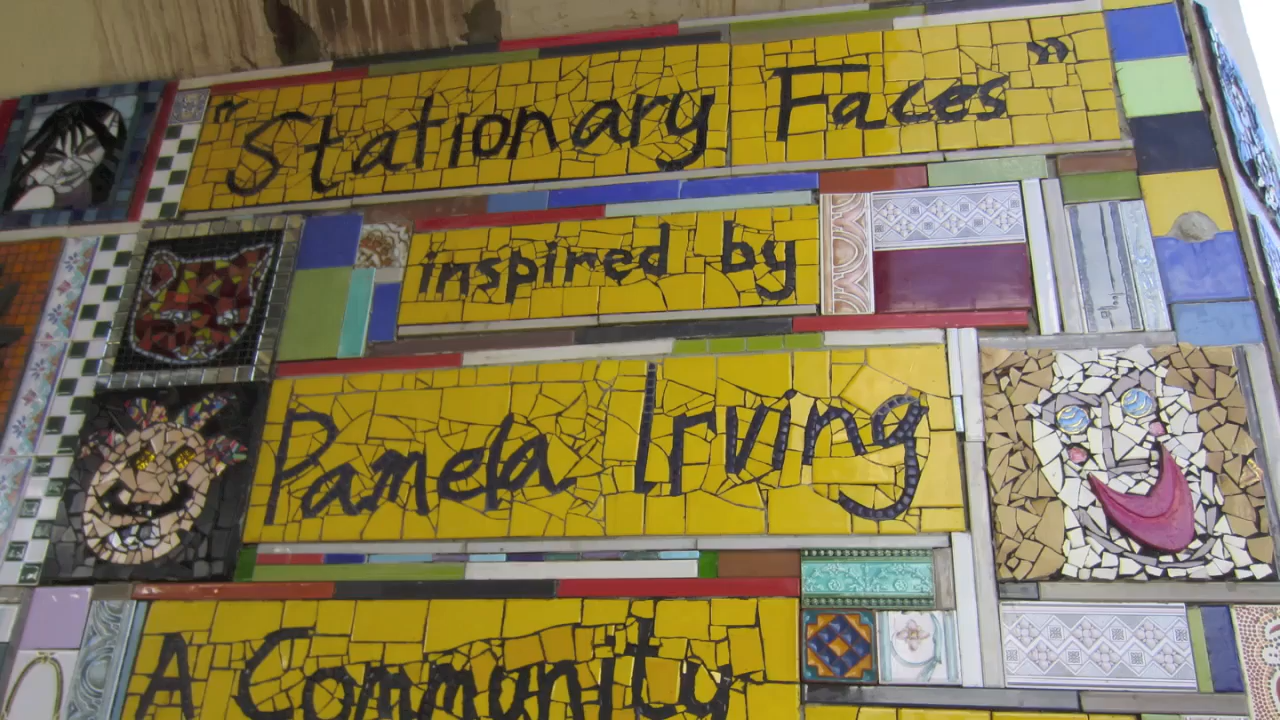 "Stationary Faces"
inspired by
Pamela Irving
A Community